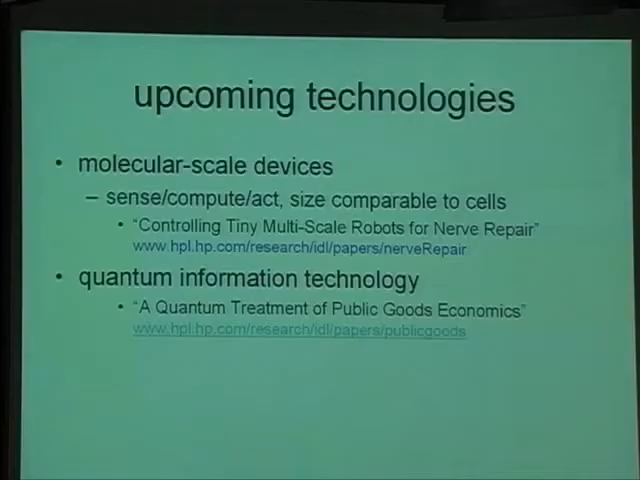 upcoming technologies
• molecular-scale devices
– sense/compute/act, size comparable to cells
• "Controlling Tiny Multi-Scale Robots for Nerve Repair"
www.hpl.hp.com/research/idl/papers/nerveRepair
• quantum information technology
• "A Quantum Treatment of Public Goods Economics"
www.hpl.hp.com/research/idl/papers/publicgoods